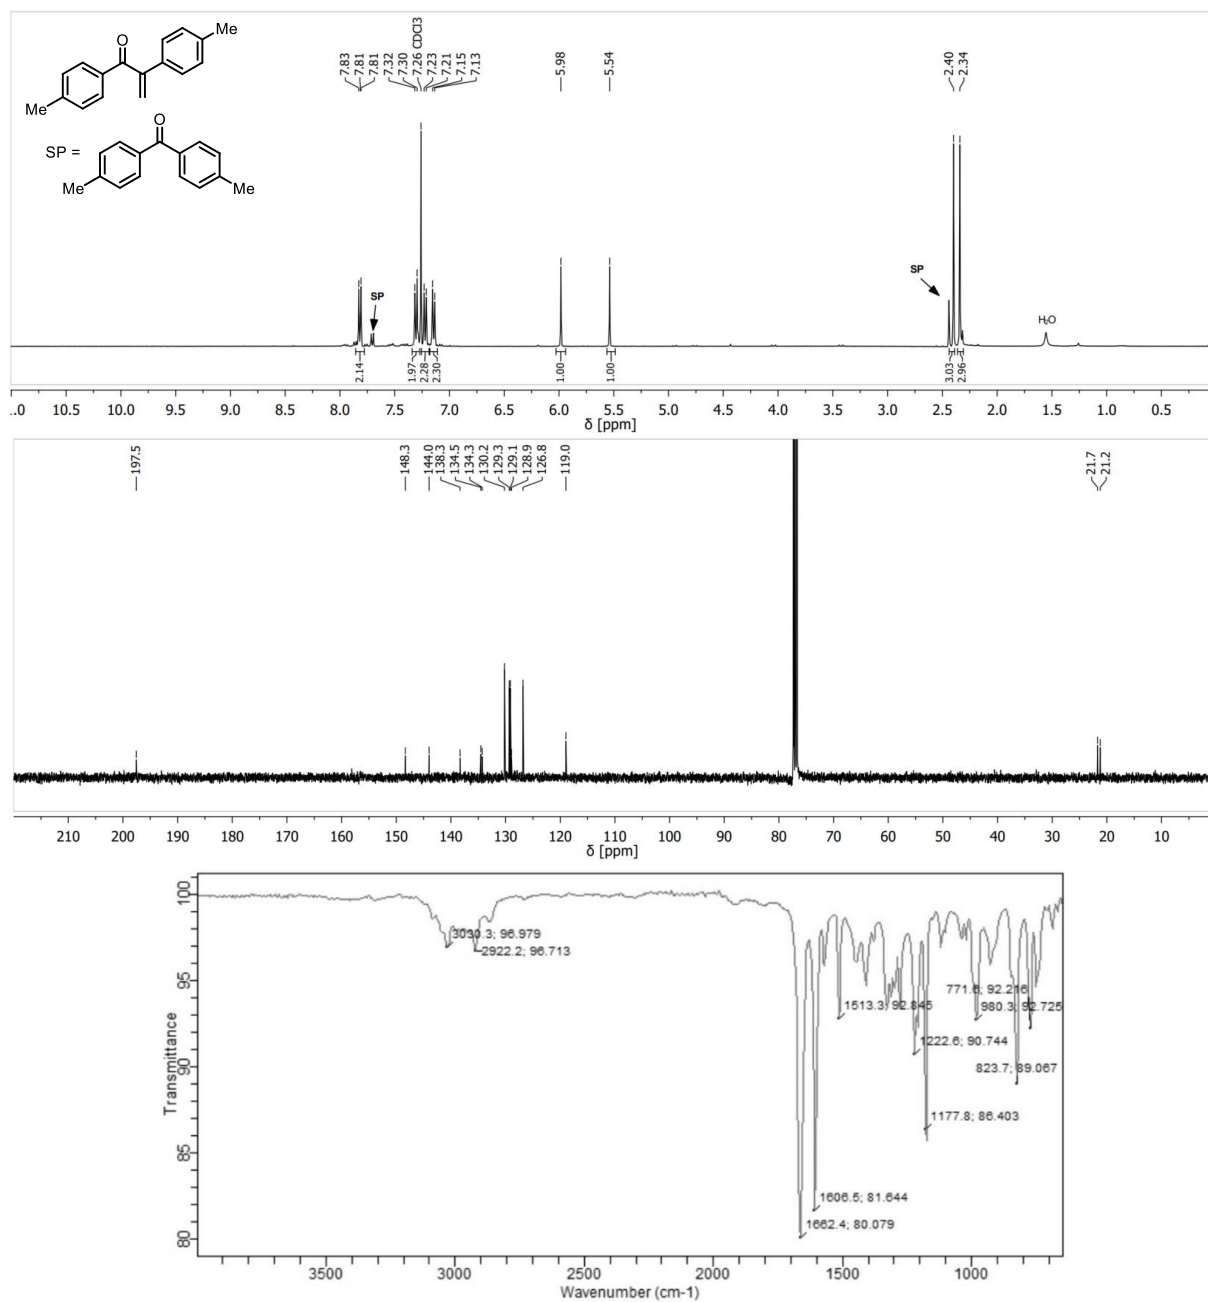 Me
O
Me
SP =
O
Me
Me
7.83
7.81
7.81
7.32
7.30
7.26 CDCl3
7.23
7.21
7.15
7.13
5.98
5.54
2.40
2.34
SP
SP
H2O
2.14
1.97
2.28
2.30
1.00
1.00
3.03
2.96
.0 10.5 10.0 9.5 9.0 8.5 8.0 7.5 7.0 6.5 6.0 5.5 5.0 4.5 4.0 3.5 3.0 2.5 2.0 1.5 1.0 0.5
δ [ppm]
197.5
148.3
144.0
138.3
134.5
134.3
130.2
129.3
129.1
128.9
126.8
119.0
21.7
21.2
210 200 190 180 170 160 150 140 130 120 110 100 90 80 70 60 50 40 30 20 10
δ [ppm]
100
95
90
85
80
Transmittance
3030.3; 96.979
2922.2; 96.713
1513.3; 92.845
771.6; 92.216
980.3; 92.725
1222.6; 90.744
823.7; 89.067
1177.8; 86.403
1606.5; 81.644
1662.4; 80.079
3500 3000 2500 2000 1500 1000
Wavenumber (cm-1)